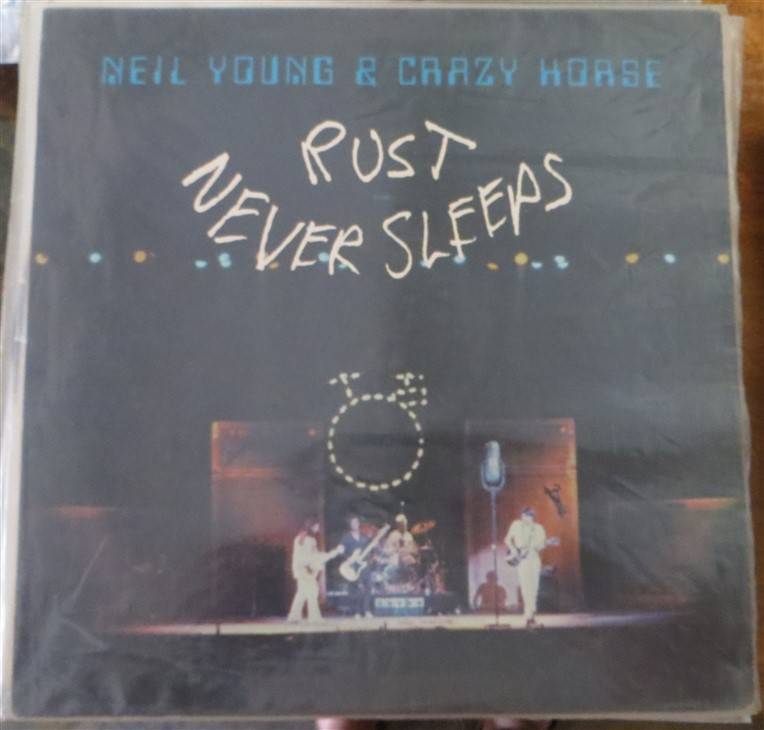 NEIL YOUNG & CRAZY HORSE
RUST
NEVER SLEEPS